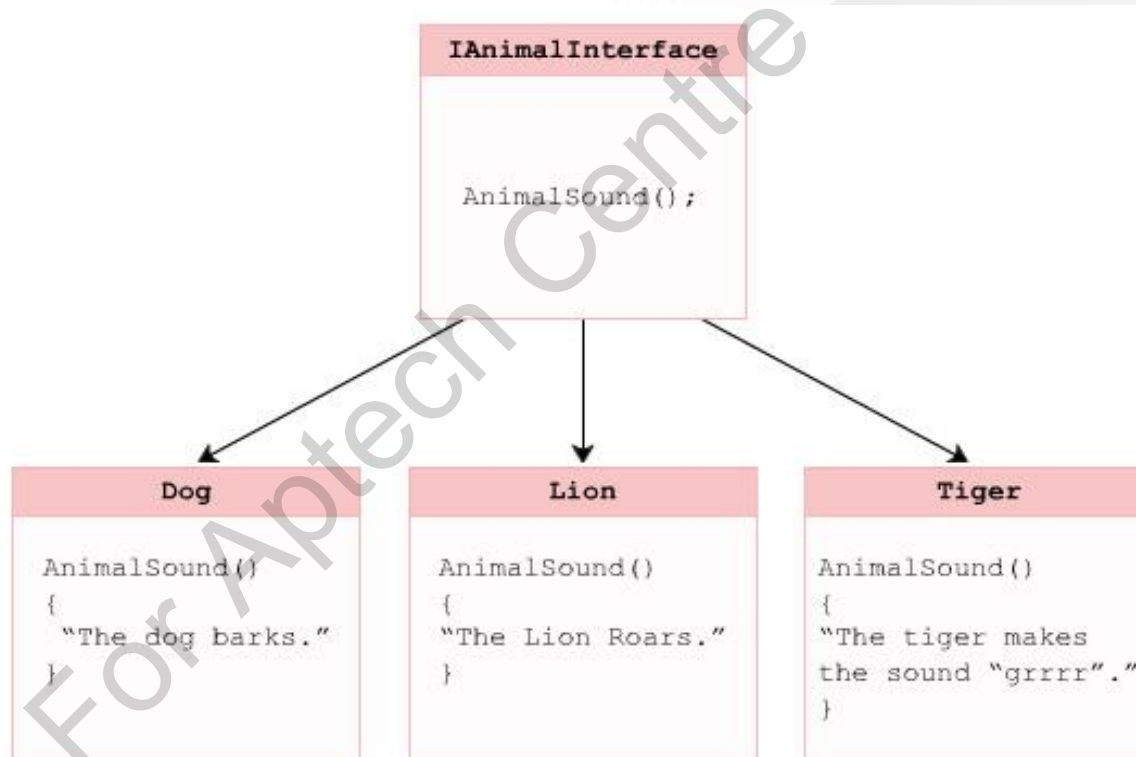 IAnimalInterface
AnimalSound();
Dog
AnimalSound()
{
“The dog barks.”
}
Lion
AnimalSound()
{
“The Lion Roars.”
}
Tiger
AnimalSound()
{
“The tiger makes
the sound “grrrr”.”
}
For Aptech Centre